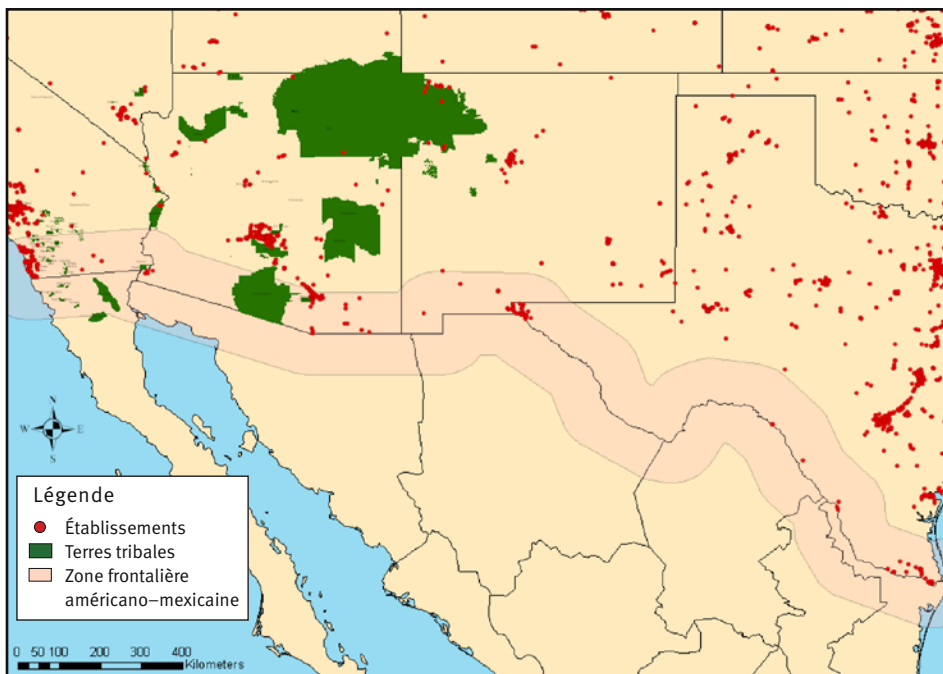 N
W E
S
Légende
Établissements
Terres tribales
Zone frontalière
américano–mexicaine
0 50 100 200 300 400
Kilometers